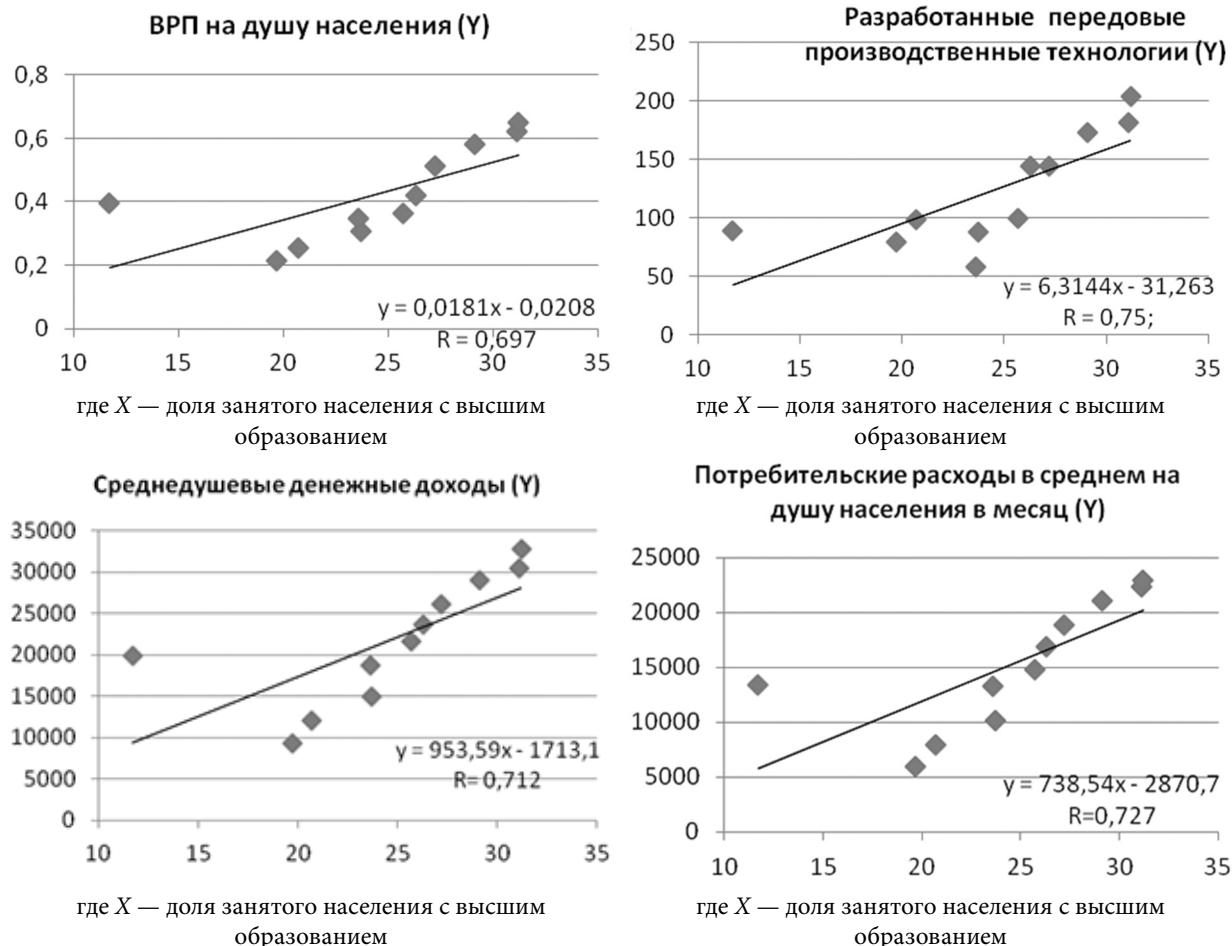 ВРП на душу населения (Y)
0,8
0,6
0,4
0,2
0
10 15 20 25 30 35
y = 0,0181x - 0,0208
R = 0,697
где X — доля занятого населения с высшим
образованием
Разработанные передовые
производственные технологии (Y)
250
200
150
100
50
0
10 15 20 25 30 35
y = 6,3144x - 31,263
R = 0,75;
где X — доля занятого населения с высшим
образованием
Среднедушевые денежные доходы (Y)
35000
30000
25000
20000
15000
10000
5000
0
10 15 20 25 30 35
y = 953,59x - 1713,1
R= 0,712
где X — доля занятого населения с высшим
образованием
Потребительские расходы в среднем на
душу населения в месяц (Y)
25000
20000
15000
10000
5000
0
10 15 20 25 30 35
y = 738,54x - 2870,7
R=0,727
где X — доля занятого населения с высшим
образованием